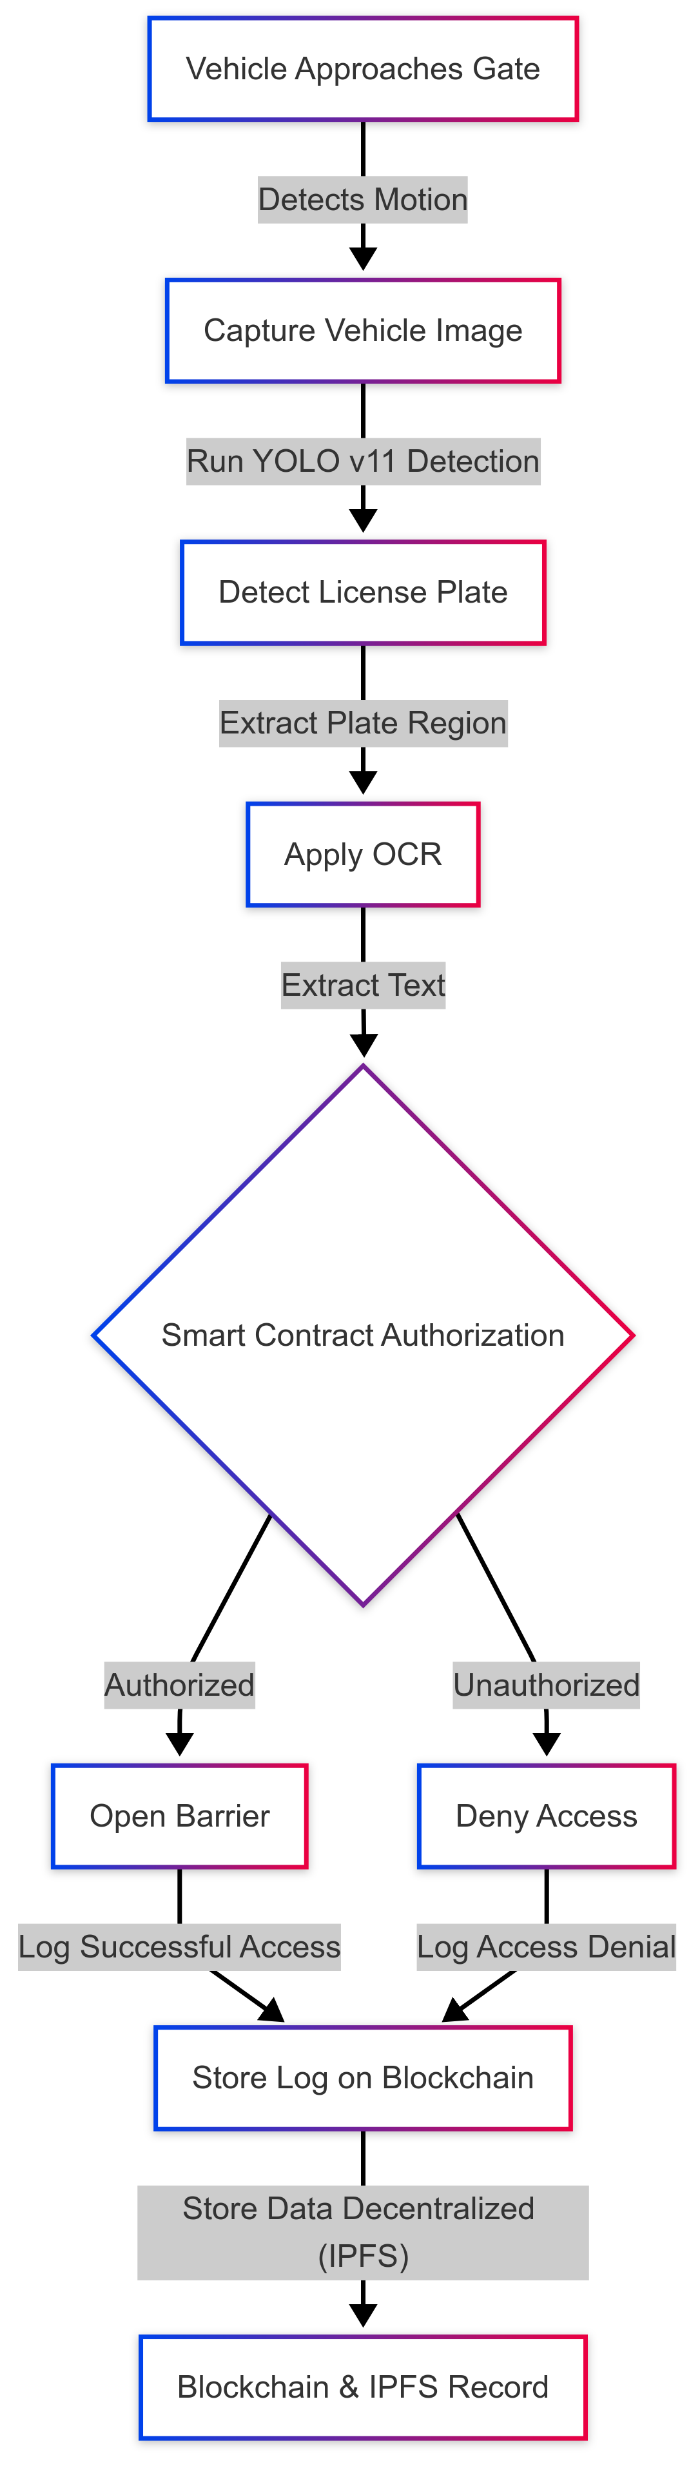 Vehicle Approaches Gate
Detects Motion
Capture Vehicle Image
Run YOLO v11 Detection
Detect License Plate
Extract Plate Region
Apply OCR
Extract Text
Smart Contract Authorization
Authorized
Unauthorized
Open Barrier
Deny Access
Log Successful Access
Log Access Denial
Store Log on Blockchain
Store Data Decentralized
(IPFS)
Blockchain & IPFS Record